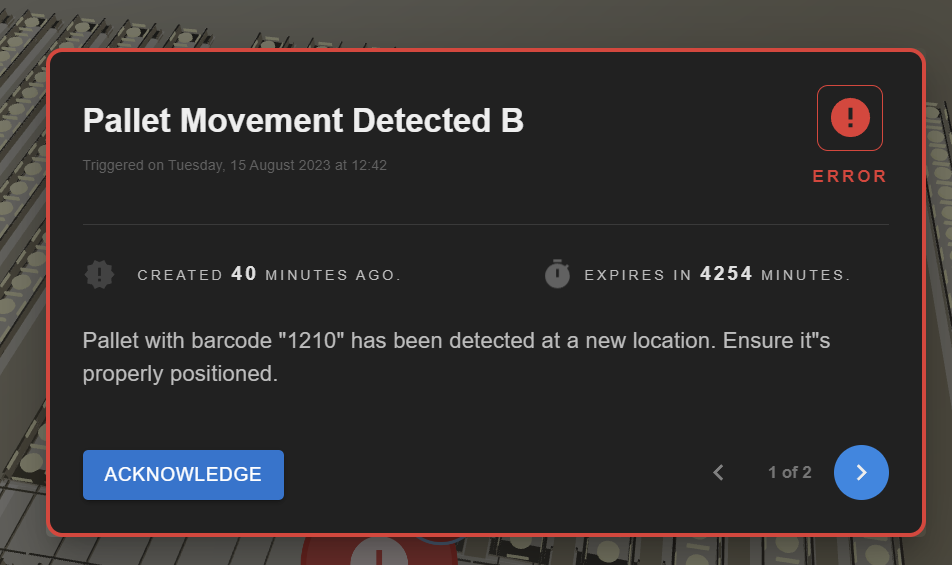 Pallet Movement Detected B
Triggered on Tuesday, 15 August 2023 at 12:42
ERROR
CREATED 40 MINUTES AGO.
EXPIRES IN 4254 MINUTES.
Pallet with barcode "1210" has been detected at a new location. Ensure it"s
properly positioned.
ACKNOWLEDGE
1 of 2